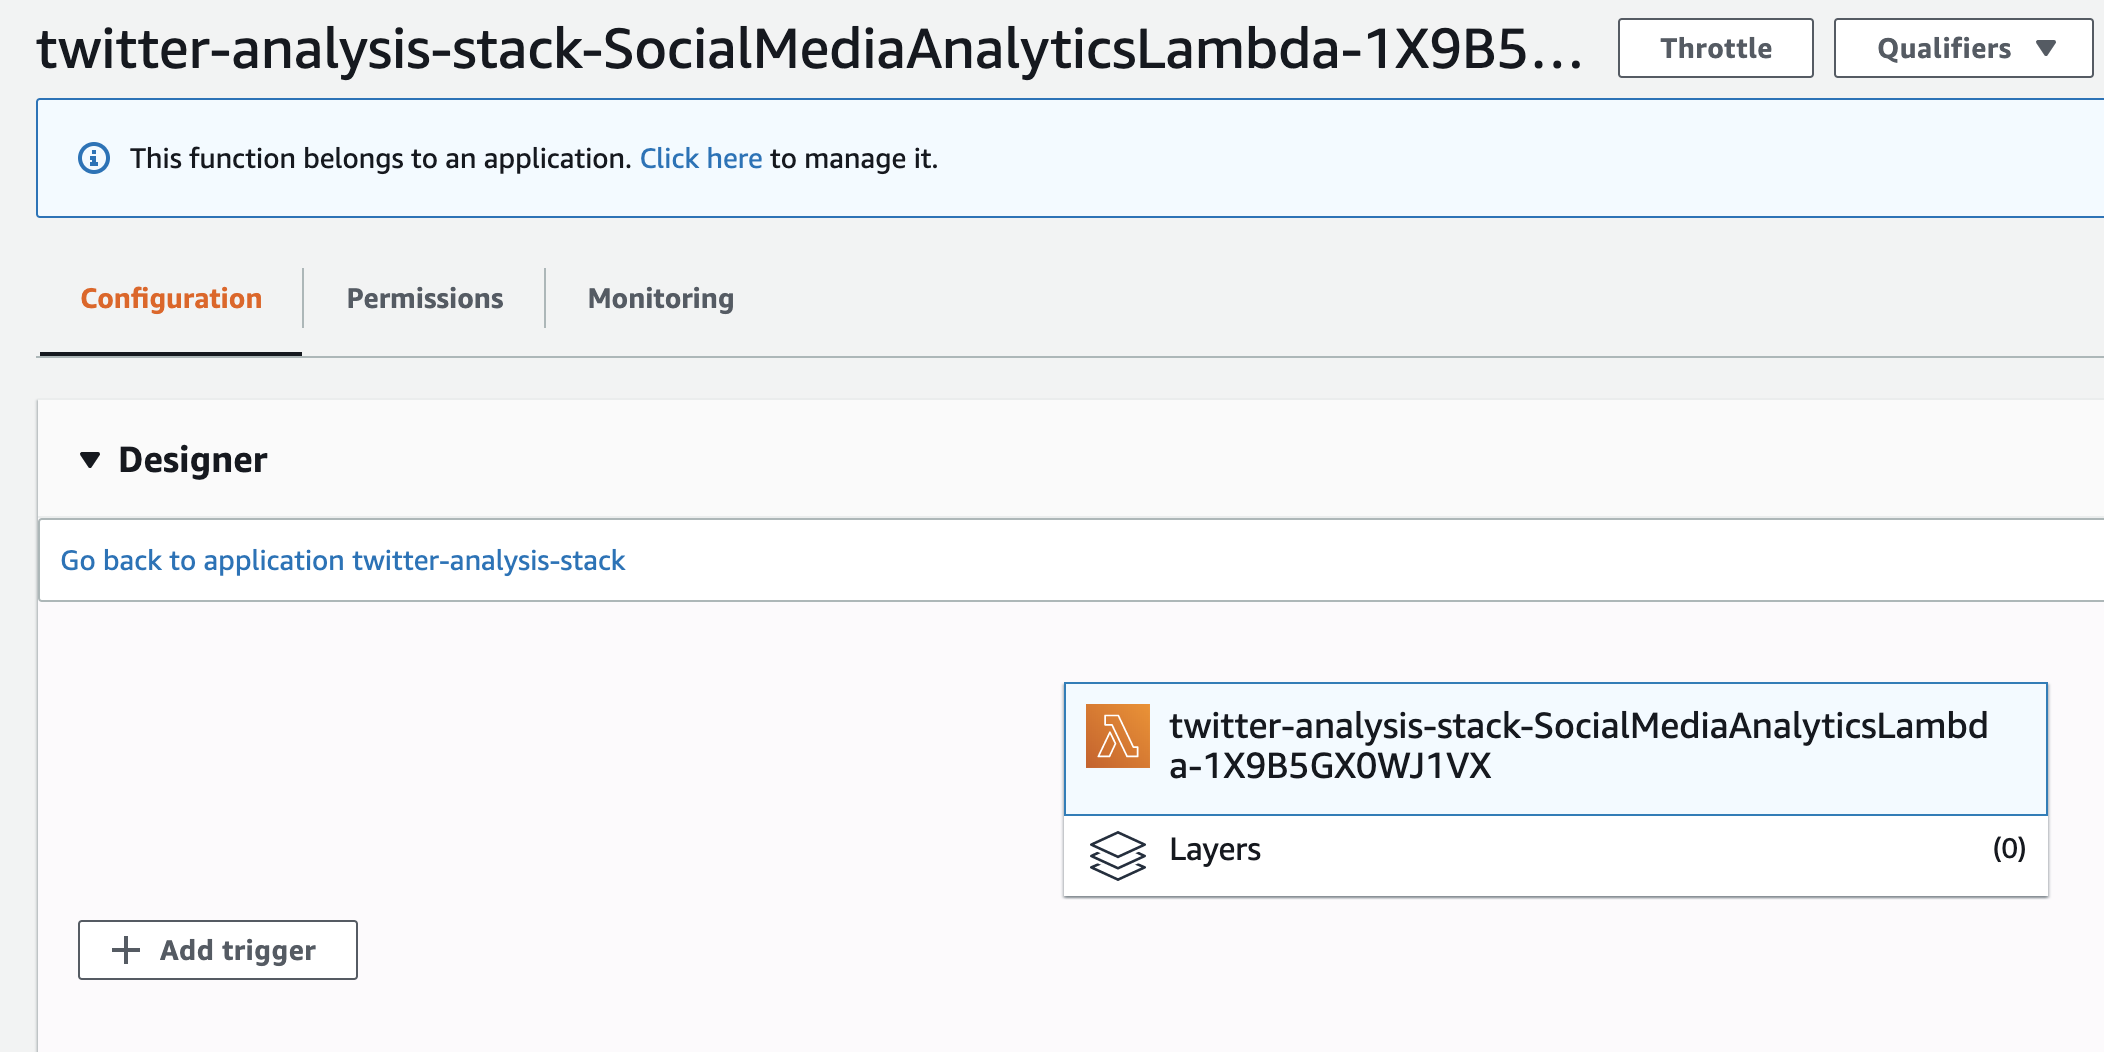 twitter-analysis-stack-SocialMediaAnalyticsLambda-1X9B5...
Throttle
Qualifiers
This function belongs to an application. Click here to manage it.
Configuration
Permissions
Monitoring
Designer
Go back to application twitter-analysis-stack
twitter-analysis-stack-SocialMediaAnalyticsLambd
a-1X9B5GX0WJ1VX
Layers
(0)
Add trigger